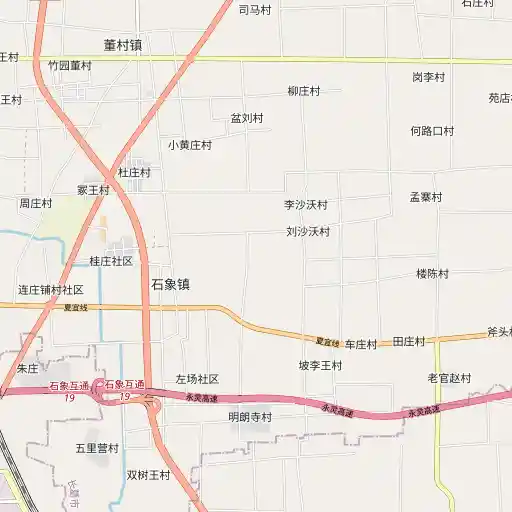 石庄村
司马村
董村镇
王村
竹园董村
岗李村
柳庄村
王村
苑店村
盆刘村
何路口村
小黄庄村
杜庄村
冢王村
孟寨村
周庄村
李沙沃村
刘沙沃村
桂庄社区
楼陈村
连庄铺村社区
石象镇
夏宜线
斧头村
夏宜线
车庄村
田庄村
朱庄
坡李王村
左场社区
老官赵村
石象互通
19
石象互通
19
永灵高速
永灵高速
永灵高速
明朗寺村
五里营村
双树王村
长葛市